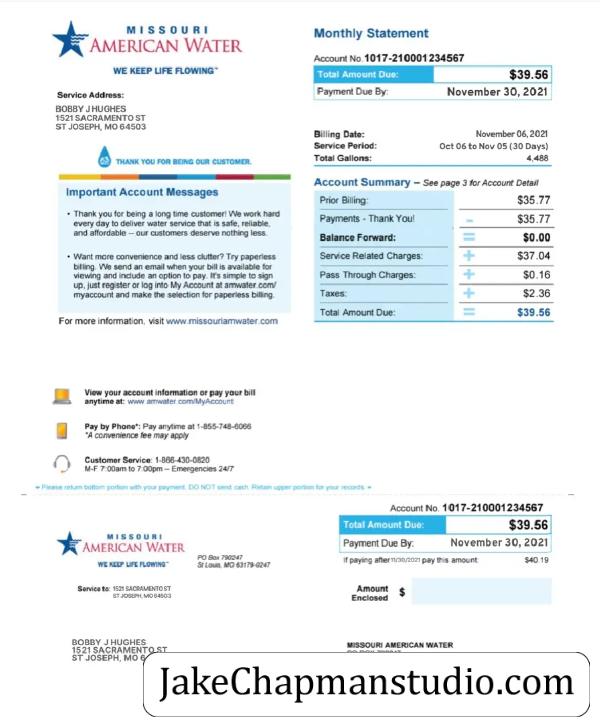 MISSOURI
AMERICAN WATER
WE KEEP LIFE FLOWING™
Service Address:
BOBBY J HUGHES
1521 SACRAMENTO ST
ST JOSEPH, MO 64503
THANK YOU FOR BEING OUR CUSTOMER.
Important Account Messages
• Thank you for being a long time customer! We work hard
every day to deliver water service that is safe, reliable,
and affordable – our customers deserve nothing less.
• Want more convenience and less clutter? Try paperless
billing. We send an email when your bill is available for
viewing and include an option to pay. It's simple to sign
up, just register or log into My Account at amwater.com/
myaccount and make the selection for paperless billing.
For more information, visit www.missouriamwater.com
Monthly Statement
Account No. 1017-210001234567
Total Amount Due: $39.56
Payment Due By: November 30, 2021
Billing Date: November 06, 2021
Service Period: Oct 06 to Nov 05 (30 Days)
Total Gallons: 4,488
Account Summary – See page 3 for Account Detail
Prior Billing: $35.77
Payments - Thank You! - $35.77
Balance Forward: = $0.00
Service Related Charges: + $37.04
Pass Through Charges: + $0.16
Taxes: + $2.36
Total Amount Due: = $39.56
View your account information or pay your bill
anytime at: www.amwater.com/MyAccount
Pay by Phone*: Pay anytime at 1-855-748-6066
*A convenience fee may apply
Customer Service: 1-866-430-0820
M-F 7:00am to 7:00pm – Emergencies 24/7
Please return bottom portion with your payment. DO NOT send cash. Retain upper portion for your records.
MISSOURI
AMERICAN WATER
WE KEEP LIFE FLOWING™
PO Box 790247
St Louis, MO 63179-0247
Service to: 1521 SACRAMENTO ST
ST JOSEPH, MO 64503
Account No. 1017-210001234567
Total Amount Due: $39.56
Payment Due By: November 30, 2021
If paying after 11/30/2021 pay this amount: $40.19
Amount
Enclosed $
BOBBY J HUGHES
1521 SACRAMENTO ST
ST JOSEPH, MO 6
MISSOURI AMERICAN WATER
JakeChapmanstudio.com